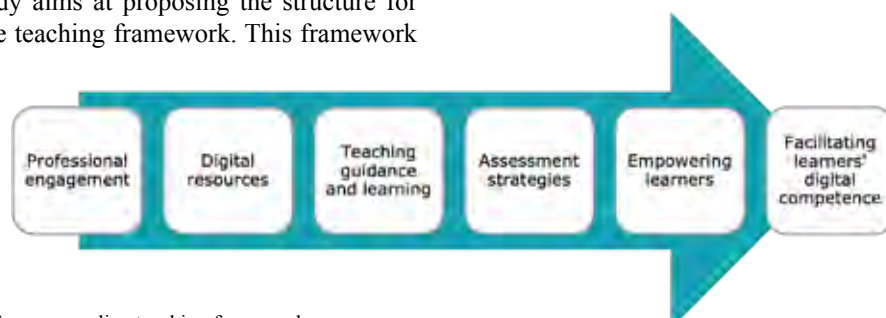 dy aims at proposing the structure for
e teaching framework. This framework
Professional
engagement
Digital
resources
Teaching
guidance
and learning
Assessment
strategies
Empowering
learners
Facilitating
learners'
digital
competence